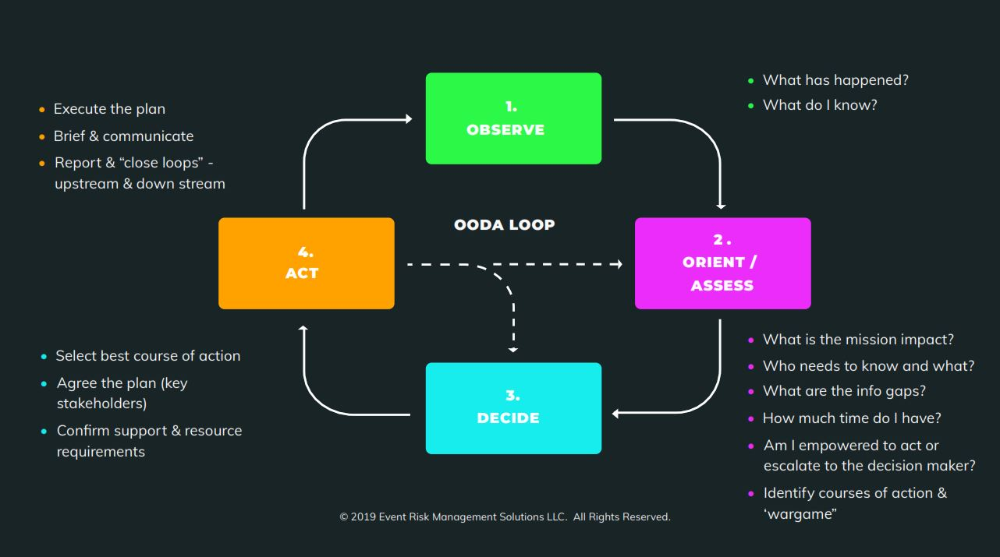 1.
OBSERVE
What has happened?
What do I know?
Execute the plan
Brief & communicate
Report & “close loops” -
upstream & down stream
OODA LOOP
4.
ACT
2 .
ORIENT /
ASSESS
3.
DECIDE
What is the mission impact?
Who needs to know and what?
What are the info gaps?
How much time do I have?
Am I empowered to act or
escalate to the decision maker?
Identify courses of action &
‘wargame”
Select best course of action
Agree the plan (key
stakeholders)
Confirm support & resource
requirements
© 2019 Event Risk Management Solutions LLC.  All Rights Reserved.